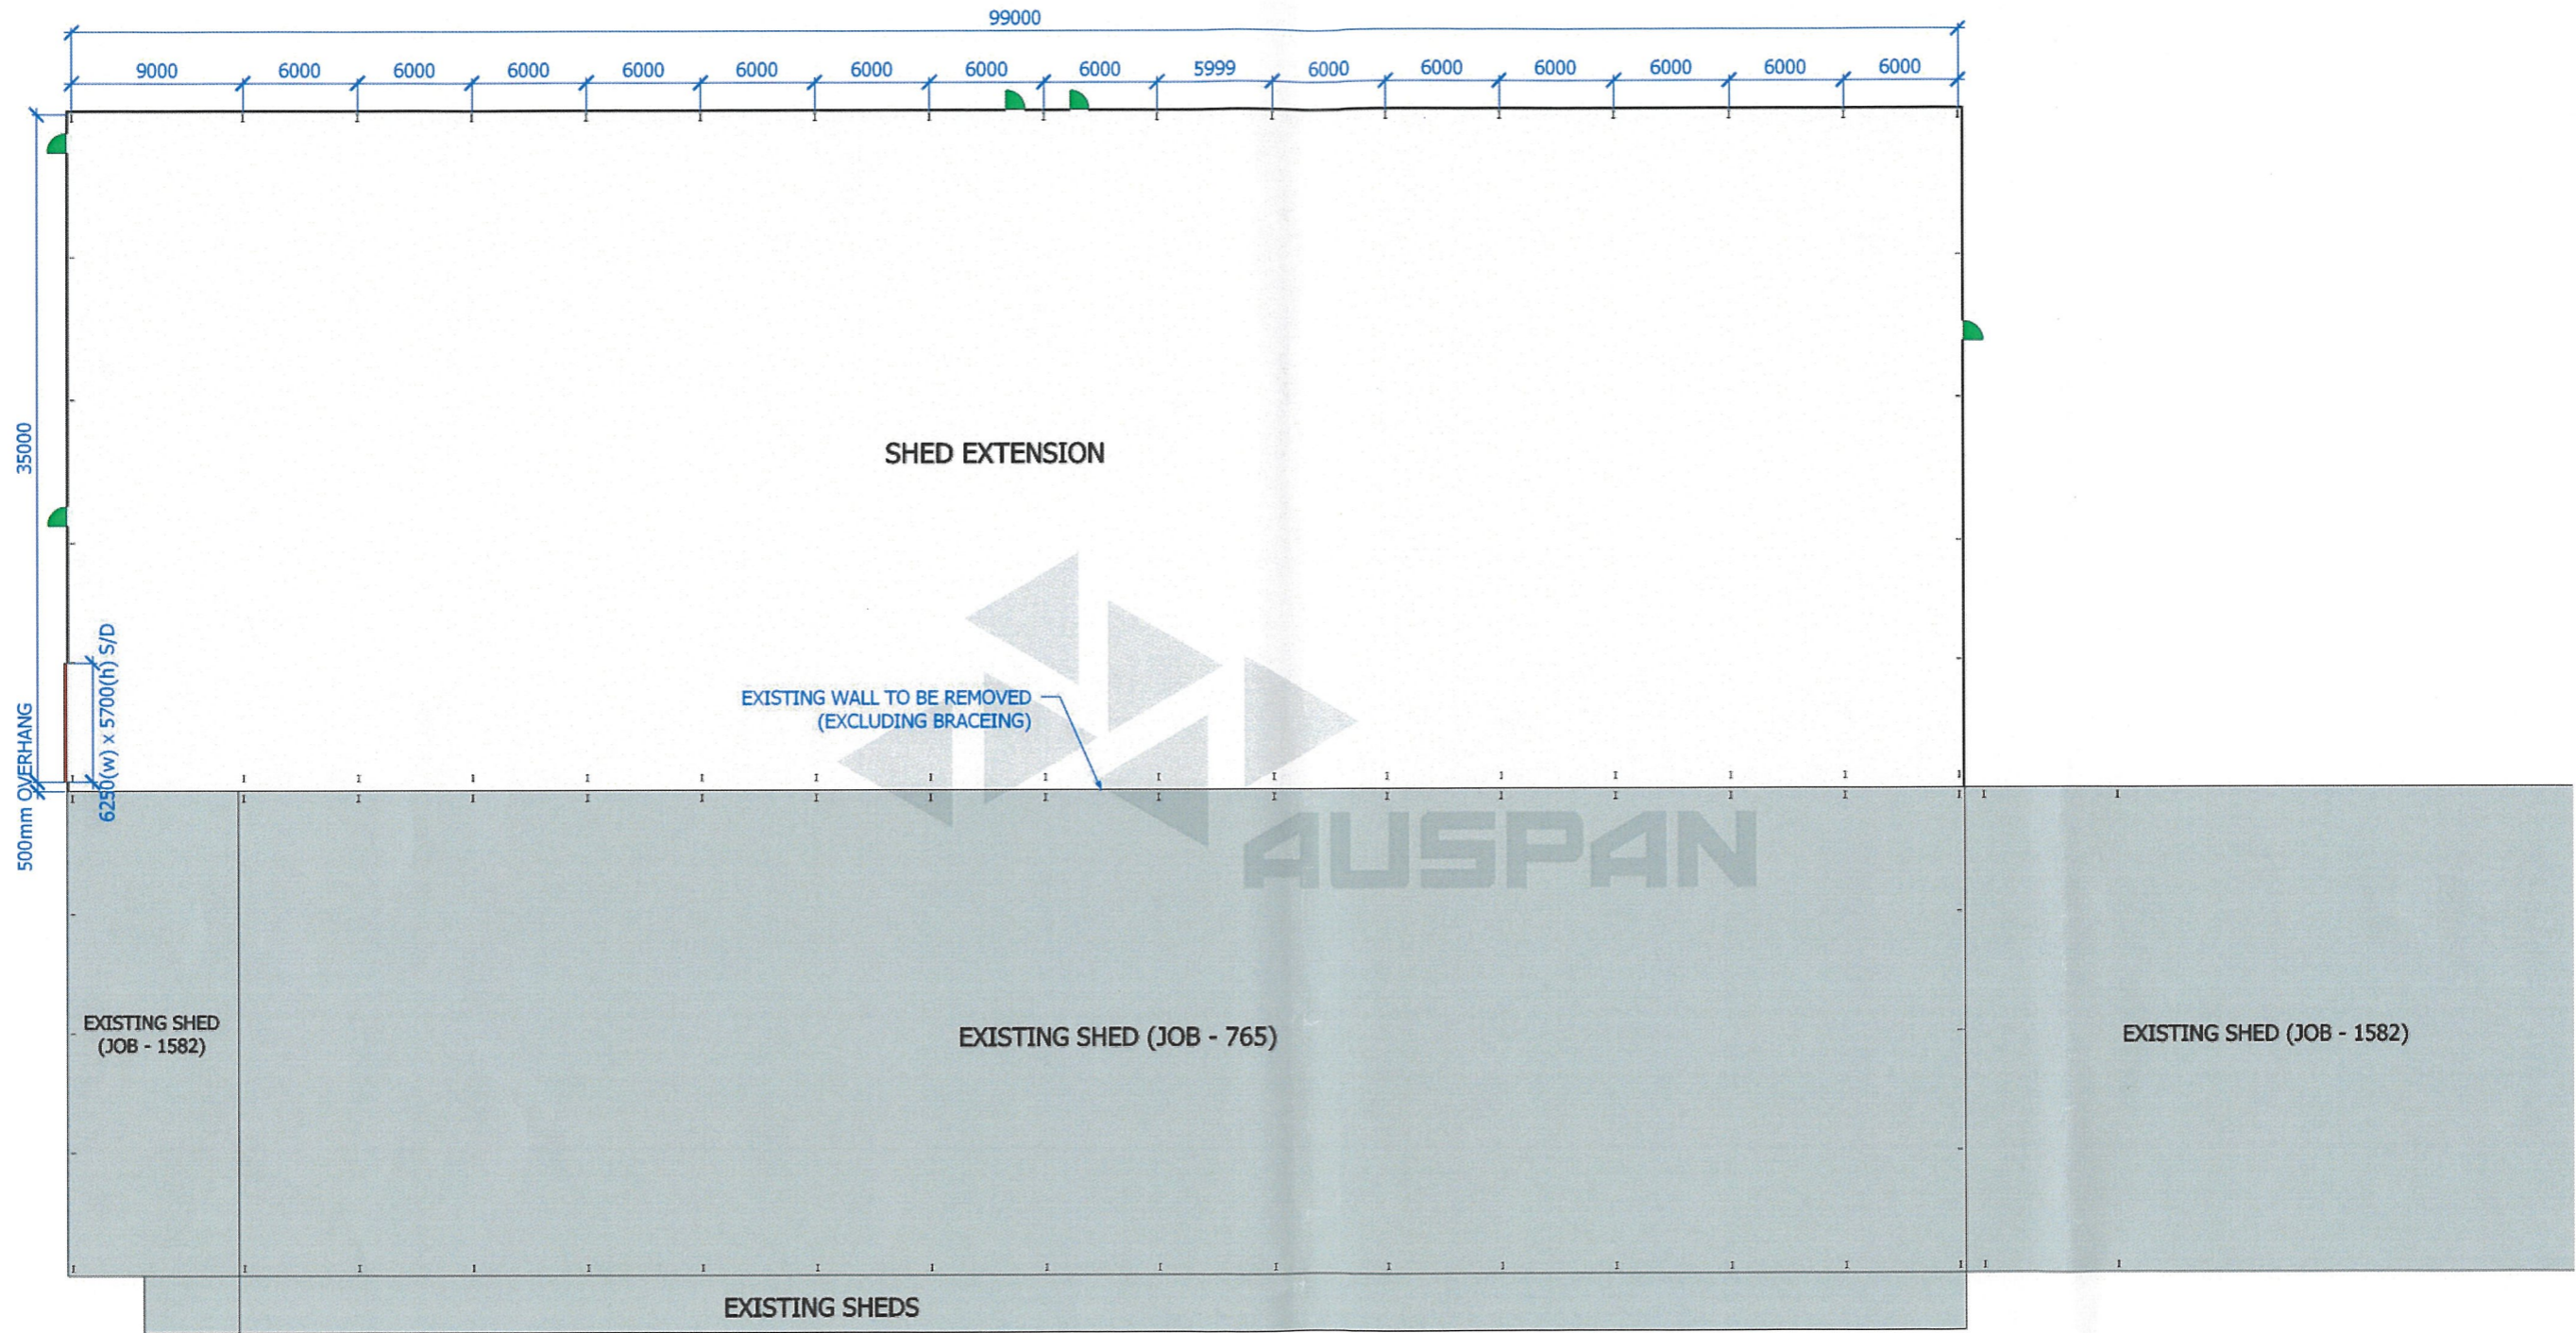 99000
9000 6000 6000 6000 6000 6000 6000 6000 6000 5999 6000 6000 6000 6000 6000 6000
35000
SHED EXTENSION
6250(w) x 5700(h) S/D
500mm OVERHANG
EXISTING WALL TO BE REMOVED
(EXCLUDING BRACEING)
AUSPAN
EXISTING SHED
(JOB - 1582)
EXISTING SHED (JOB - 765)
EXISTING SHED (JOB - 1582)
EXISTING SHEDS